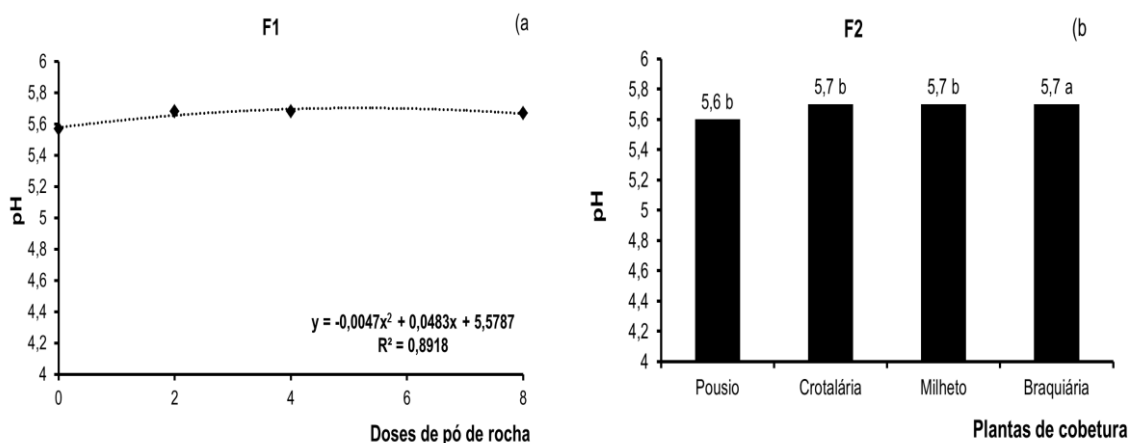 F1
(a
6
5,8
5,6
5,4
5,2
5
4,8
4,6
4,4
4,2
4
pH
y = -0,0047x² + 0,0483x + 5,5787
R² = 0,8918
0 2 4 6 8
Doses de pó de rocha
F2
(b
6
5,8
5,6
5,4
5,2
5
4,8
4,6
4,4
4,2
4
pH
5,6 b 5,7 b 5,7 b 5,7 a
Pousio Crotalária Milheto Braquiária
Plantas de cobetura